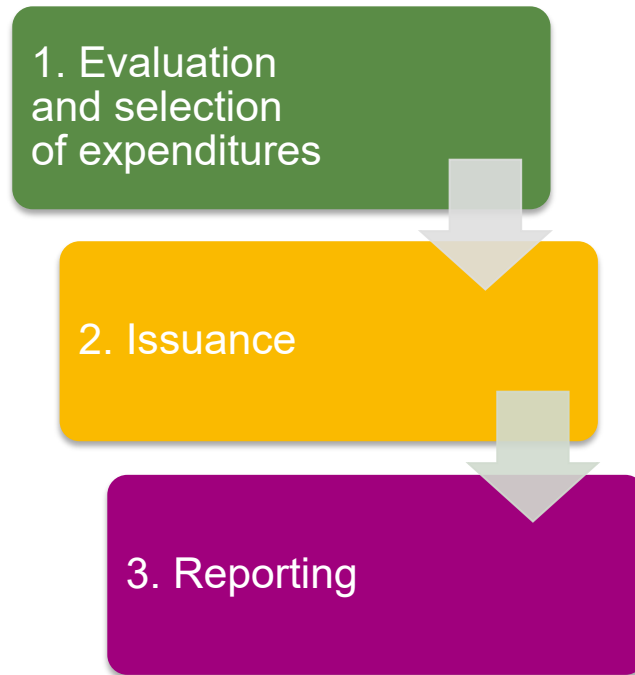 1. Evaluation
and selection
of expenditures
2. Issuance
3. Reporting